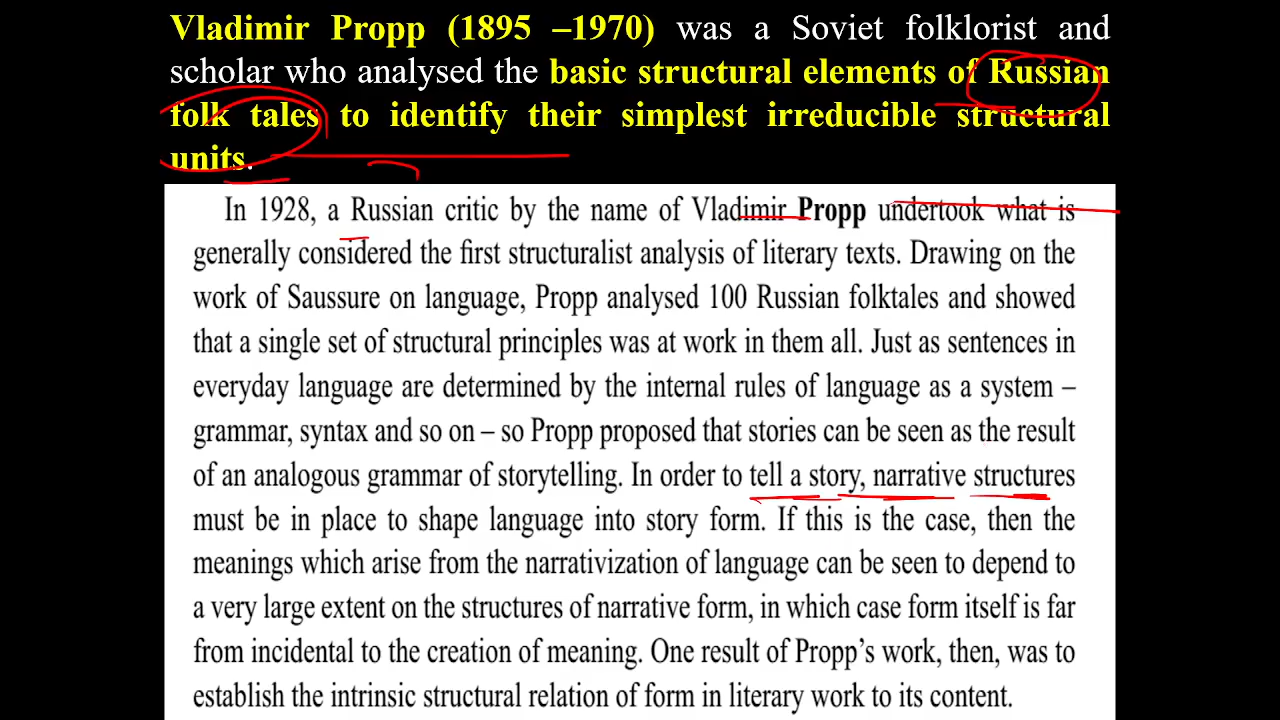 Vladimir Propp (1895 –1970) was a Soviet folklorist and
scholar who analysed the basic structural elements of Russian
folk tales to identify their simplest irreducible structural
units.
In 1928, a Russian critic by the name of Vladimir Propp undertook what is
generally considered the first structuralist analysis of literary texts. Drawing on the
work of Saussure on language, Propp analysed 100 Russian folktales and showed
that a single set of structural principles was at work in them all. Just as sentences in
everyday language are determined by the internal rules of language as a system –
grammar, syntax and so on – so Propp proposed that stories can be seen as the result
of an analogous grammar of storytelling. In order to tell a story, narrative structures
must be in place to shape language into story form. If this is the case, then the
meanings which arise from the narrativization of language can be seen to depend to
a very large extent on the structures of narrative form, in which case form itself is far
from incidental to the creation of meaning. One result of Propp’s work, then, was to
establish the intrinsic structural relation of form in literary work to its content.